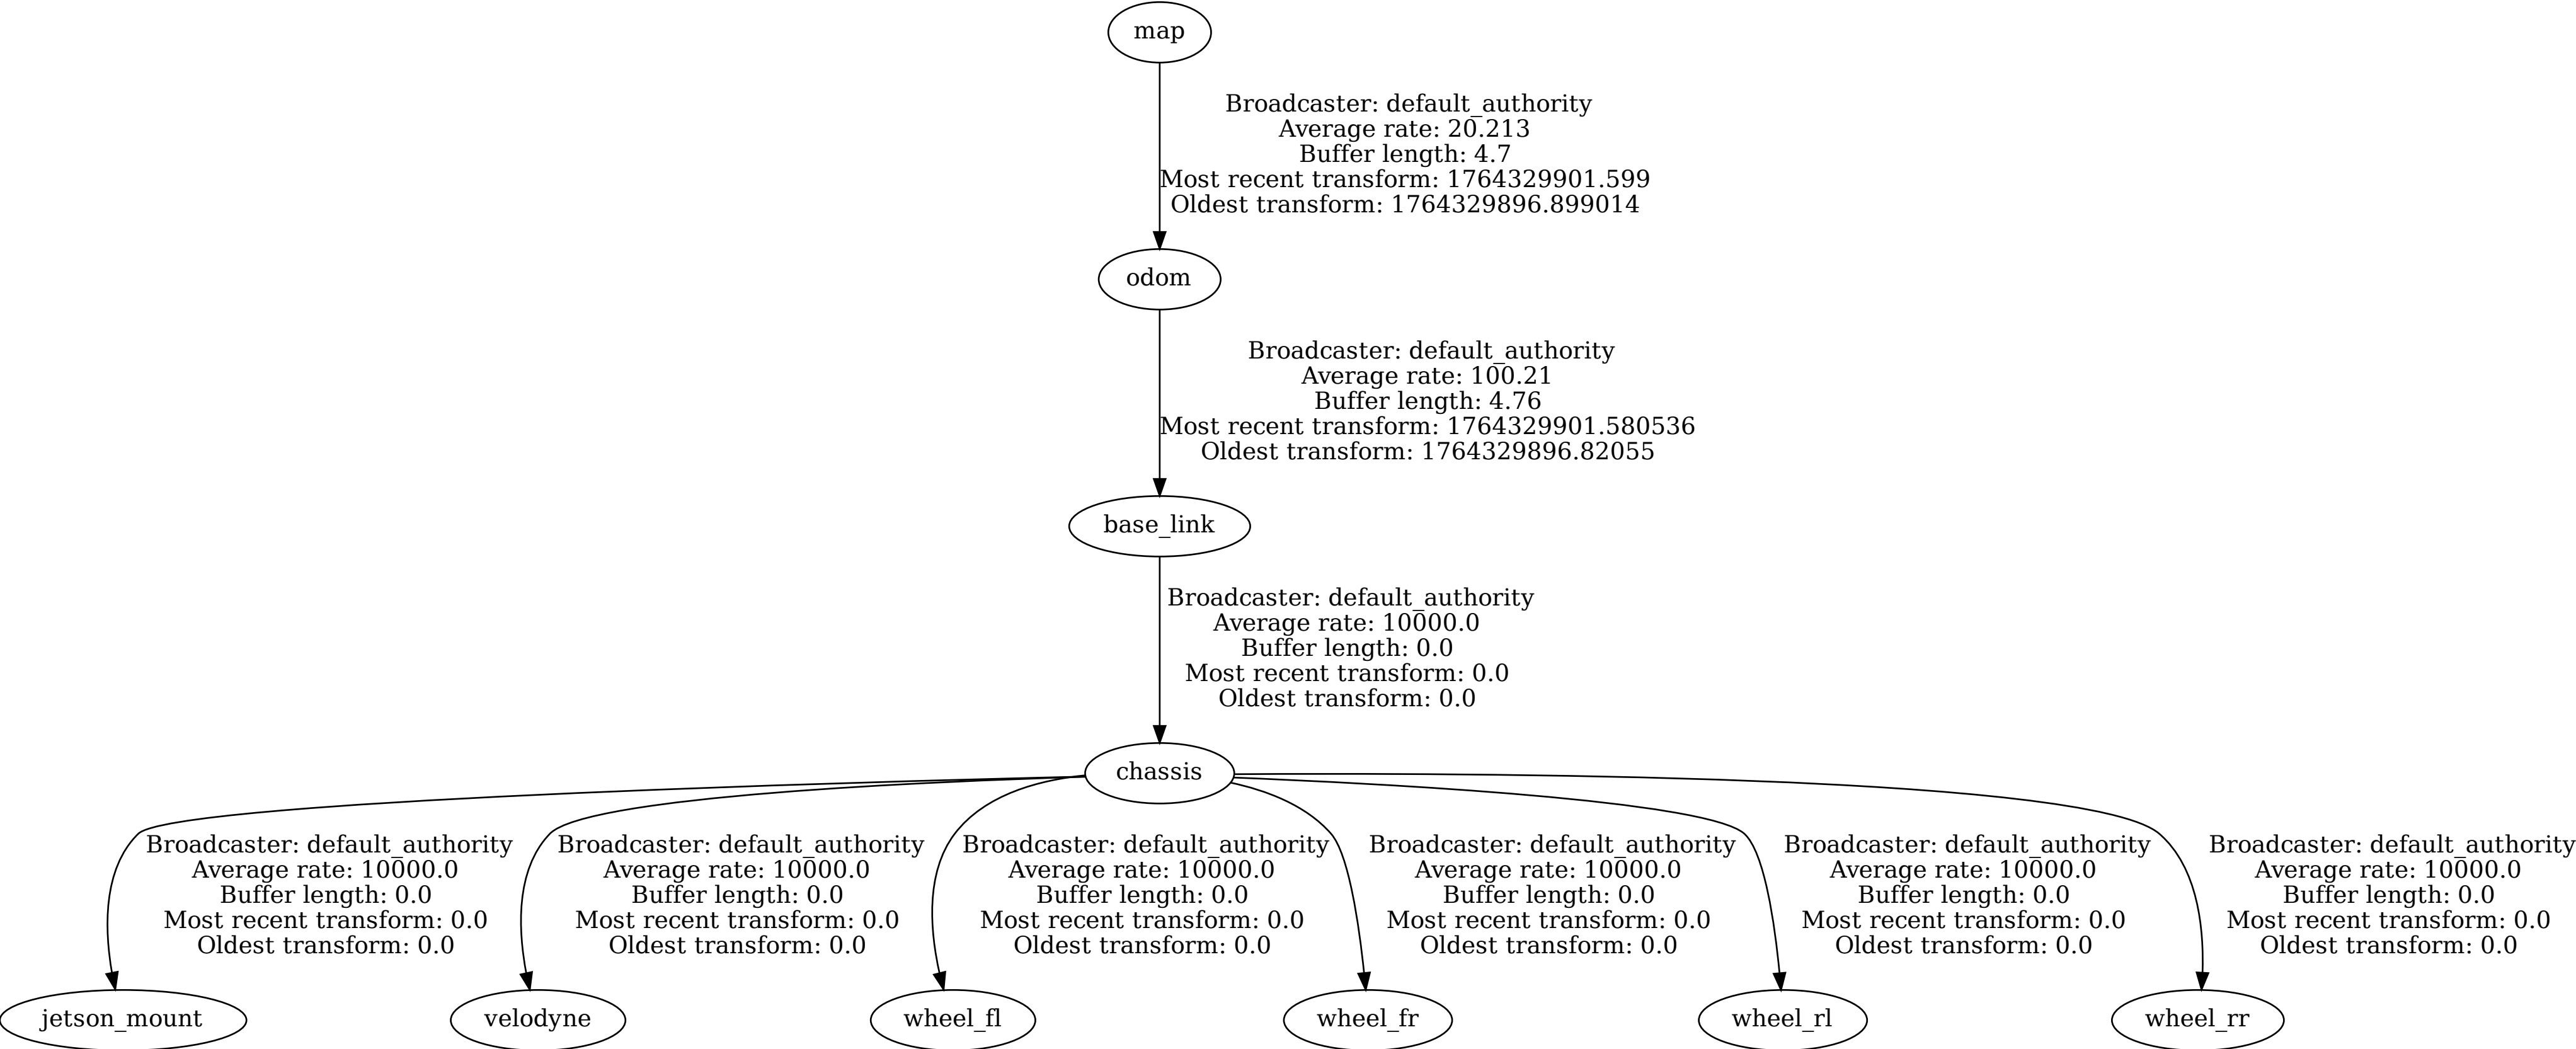 map
Broadcaster: default_authority
Average rate: 20.213
Buffer length: 4.7
Most recent transform: 1764329901.599
Oldest transform: 1764329896.899014
odom
Broadcaster: default_authority
Average rate: 100.21
Buffer length: 4.76
Most recent transform: 1764329901.580536
Oldest transform: 1764329896.82055
base_link
Broadcaster: default_authority
Average rate: 10000.0
Buffer length: 0.0
Most recent transform: 0.0
Oldest transform: 0.0
chassis
Broadcaster: default_authority
Average rate: 10000.0
Buffer length: 0.0
Most recent transform: 0.0
Oldest transform: 0.0
Broadcaster: default_authority
Average rate: 10000.0
Buffer length: 0.0
Most recent transform: 0.0
Oldest transform: 0.0
Broadcaster: default_authority
Average rate: 10000.0
Buffer length: 0.0
Most recent transform: 0.0
Oldest transform: 0.0
Broadcaster: default_authority
Average rate: 10000.0
Buffer length: 0.0
Most recent transform: 0.0
Oldest transform: 0.0
Broadcaster: default_authority
Average rate: 10000.0
Buffer length: 0.0
Most recent transform: 0.0
Oldest transform: 0.0
Broadcaster: default_authority
Average rate: 10000.0
Buffer length: 0.0
Most recent transform: 0.0
Oldest transform: 0.0
jetson_mount
velodyne
wheel_fl
wheel_fr
wheel_rl
wheel_rr